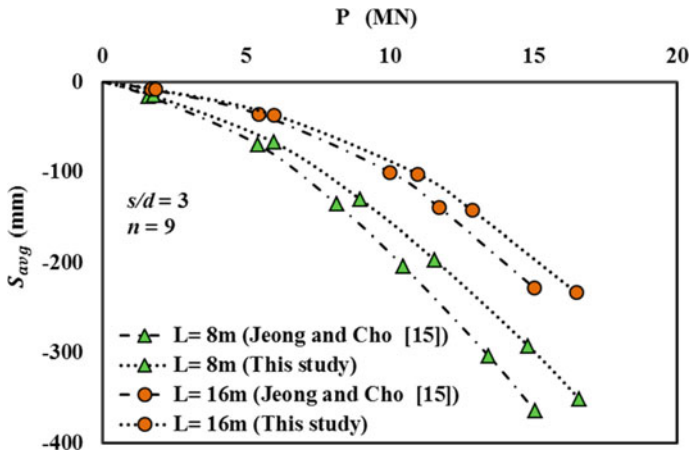 P (MN)
0 5 10 15 20
0
-100
-200
-300
-400
S_avg (mm)
s/d = 3
n = 9
L= 8m (Jeong and Cho [15])
L= 8m (This study)
L= 16m (Jeong and Cho [15])
L= 16m (This study)